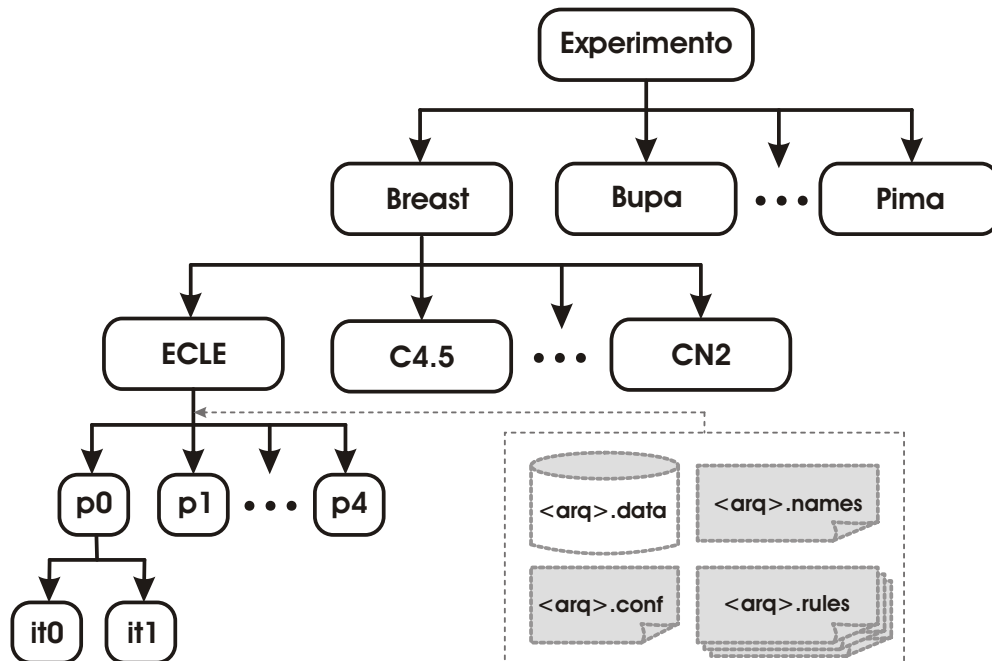 Experimento
Breast
Bupa
Pima
ECLE
C4.5
CN2
p0
p1
p4
<arq>.data
<arq>.names
<arq>.conf
<arq>.rules
it0
it1